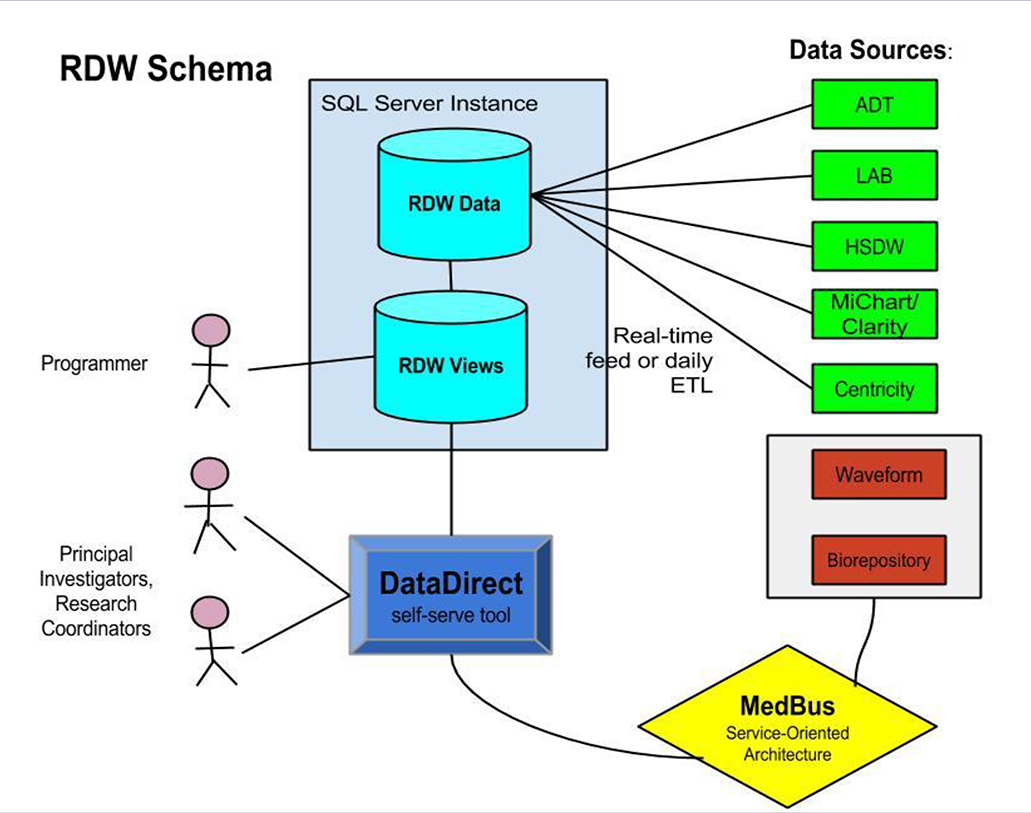 RDW Schema
Data Sources:
SQL Server Instance
ADT
RDW Data
LAB
HSDW
MiChart/
Clarity
Real-time
feed or daily
ETL
Centricity
Programmer
RDW Views
Waveform
Biorepository
Principal
Investigators,
Research
Coordinators
DataDirect
self-serve tool
MedBus
Service-Oriented
Architecture